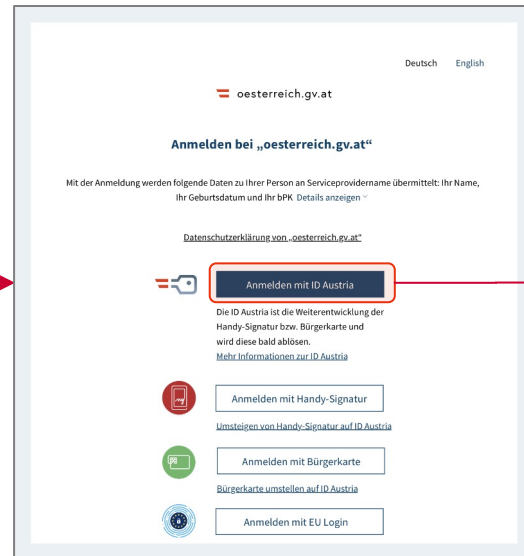 Deutsch English
oesterreich.gv.at
Anmelden bei „oesterreich.gv.at“
Mit der Anmeldung werden folgende Daten zu Ihrer Person an Serviceprovidername übermittelt: Ihr Name,
Ihr Geburtsdatum und Ihr bPK Details anzeigen
Datenschutzerklärung von „oesterreich.gv.at“
Anmelden mit ID Austria
Die ID Austria ist die Weiterentwicklung der
Handy-Signatur bzw. Bürgerkarte und
wird diese bald ablösen.
Mehr Informationen zur ID Austria
Anmelden mit Handy-Signatur
Umsteigen von Handy-Signatur auf ID Austria
Anmelden mit Bürgerkarte
Bürgerkarte umstellen auf ID Austria
Anmelden mit EU Login